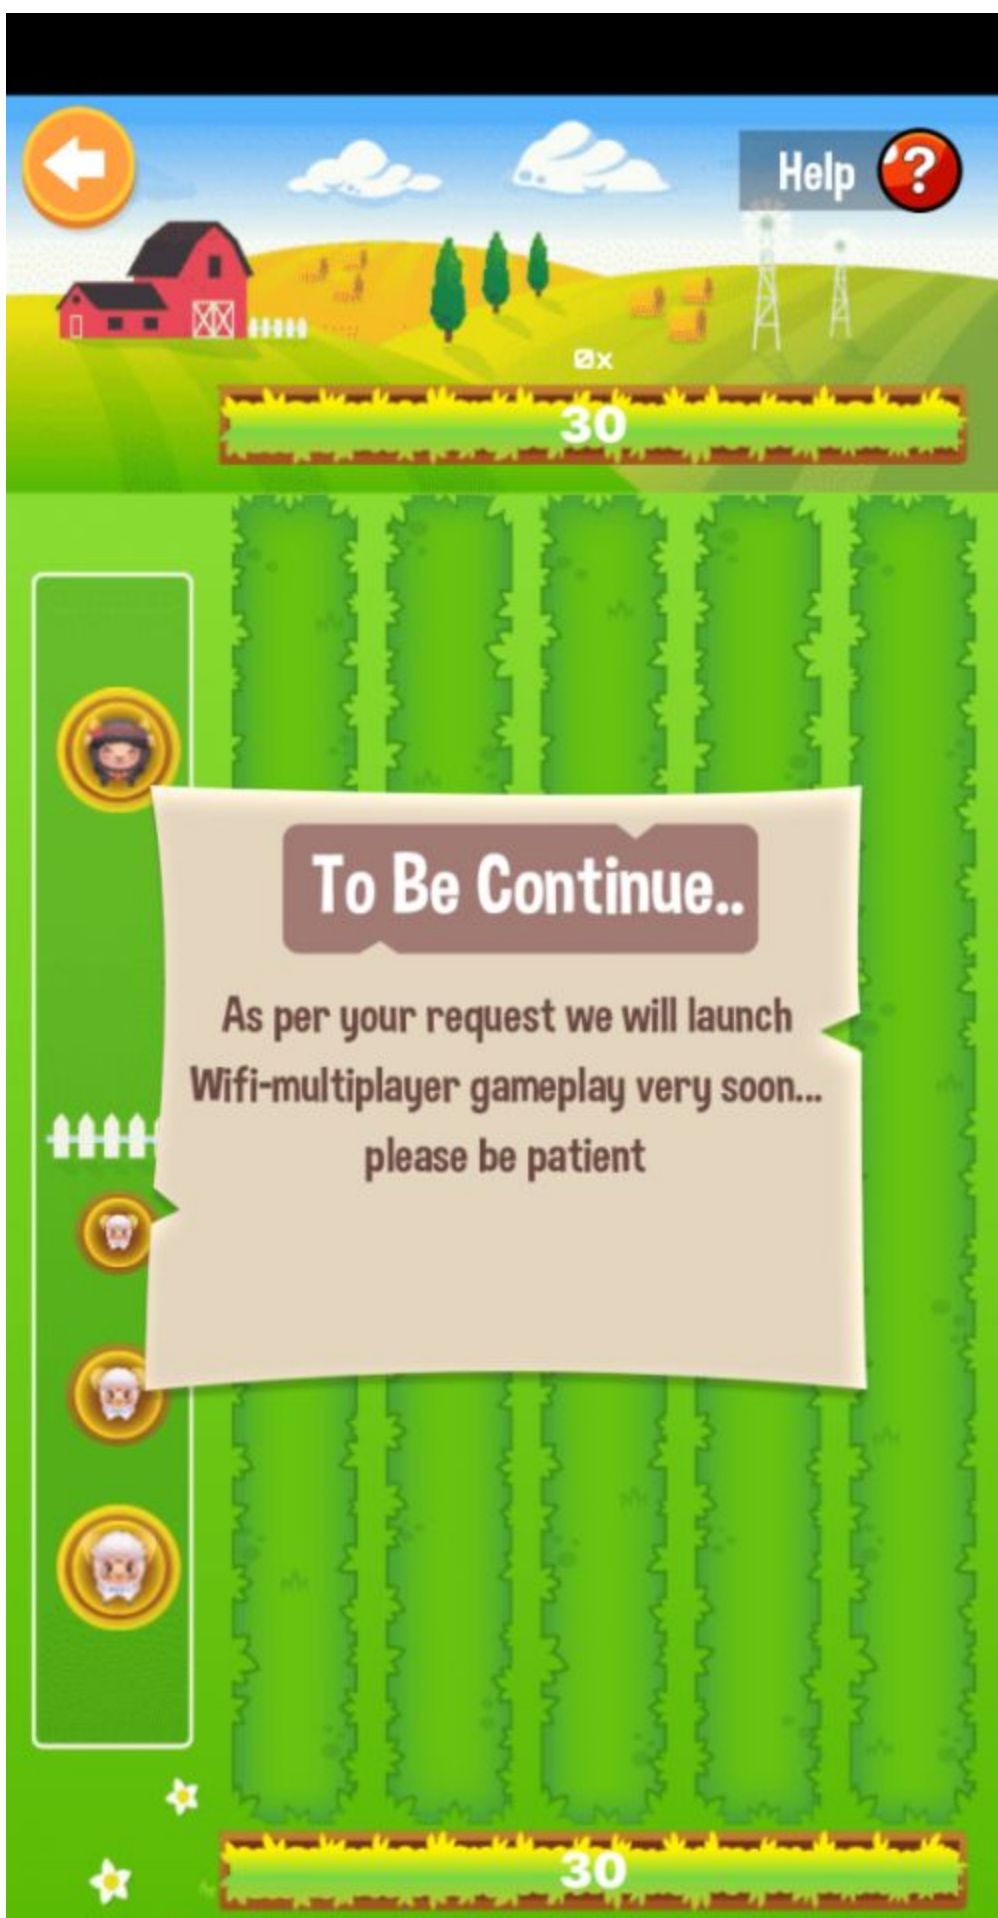 Help
?
0x
30
To Be Continue..
As per your request we will launch
Wifi-multiplayer gameplay very soon...
please be patient
30